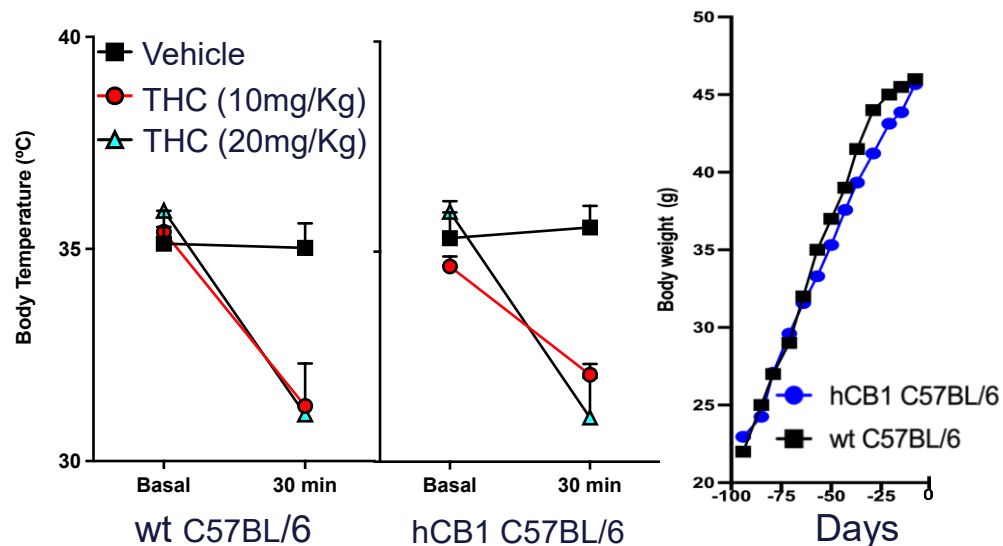 Body Temperature (ºC)
40
35
30
Vehicle
THC (10mg/Kg)
THC (20mg/Kg)
Basal
30 min
wt C57BL/6
Basal
30 min
hCB1 C57BL/6
Body weight (g)
50
45
40
35
30
25
20
hCB1 C57BL/6
wt C57BL/6
-100
-75
-50
-25
0
Days